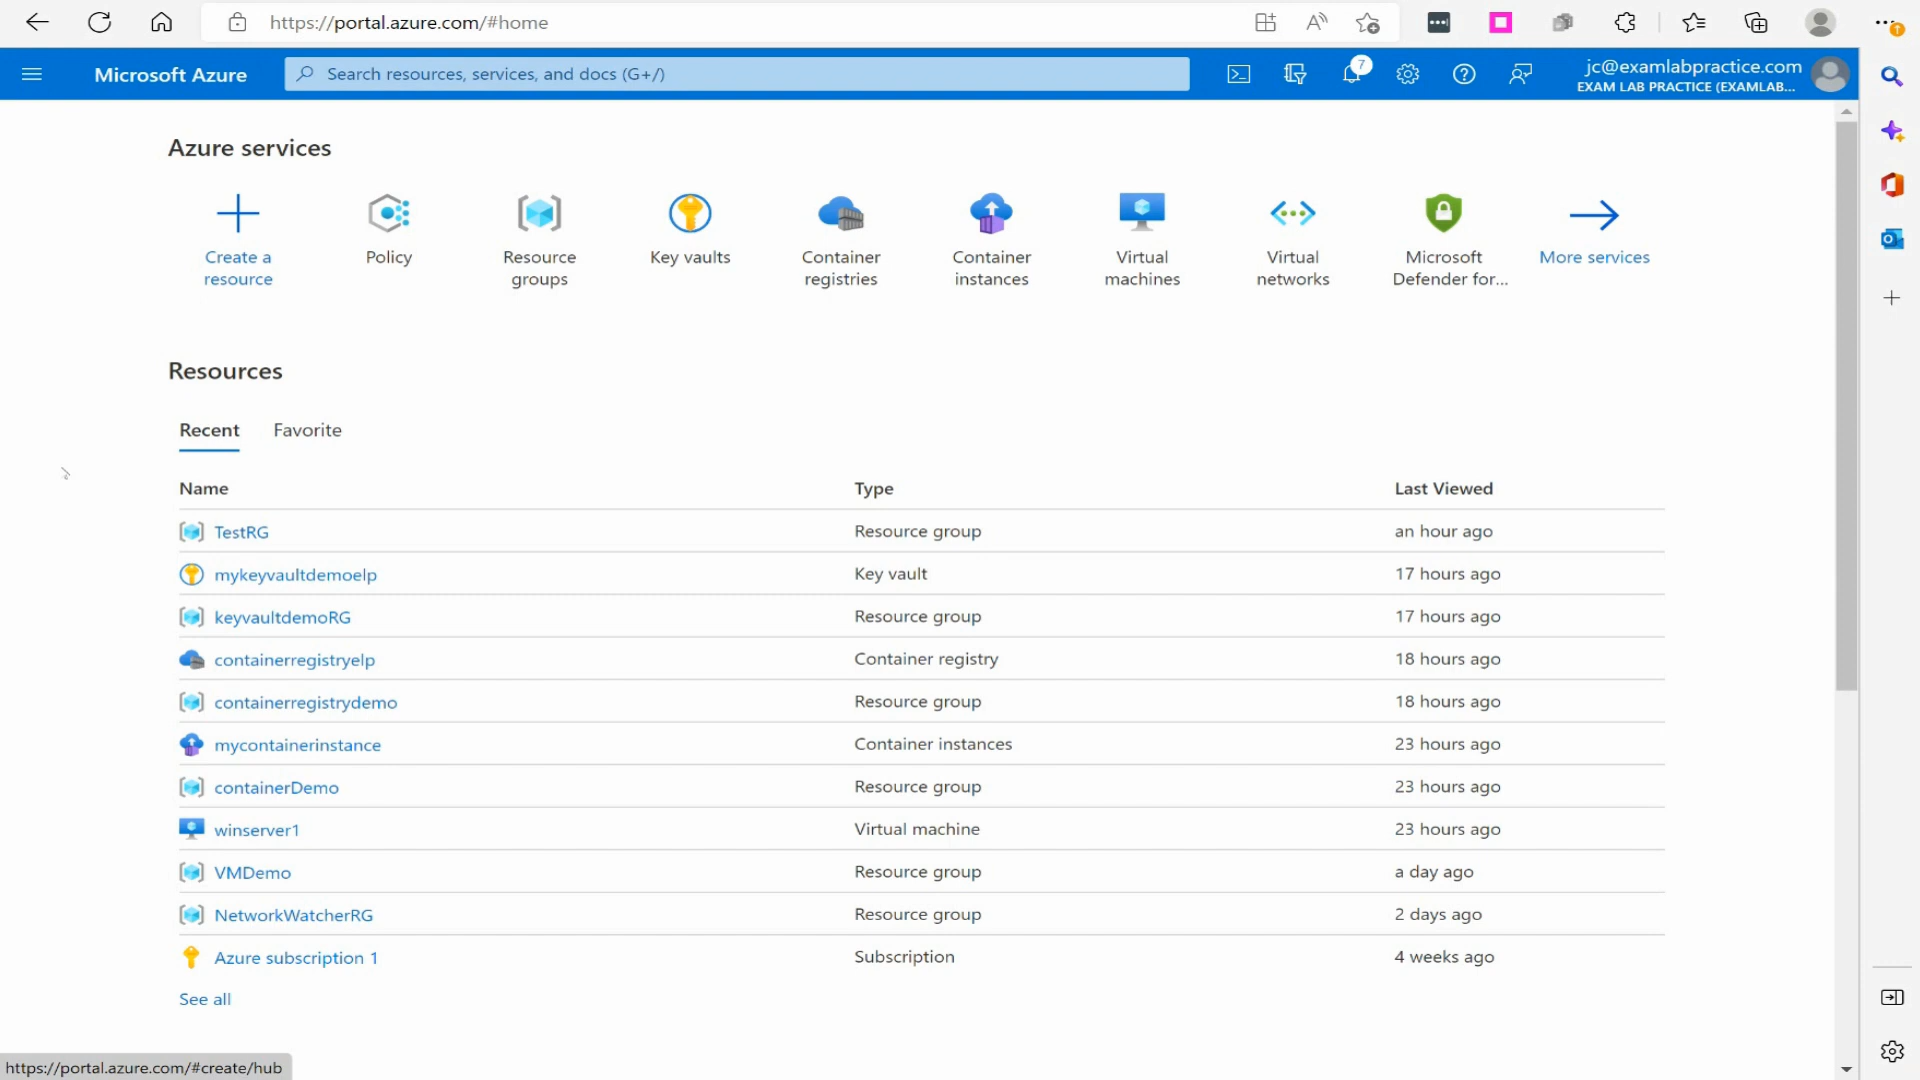 https://portal.azure.com/#home
Microsoft Azure
Search resources, services, and docs (G+/)
7
jc@examlabpractice.com
EXAM LAB PRACTICE (EXAMLAB...
Azure services
Create a resource
Policy
Resource groups
Key vaults
Container registries
Container instances
Virtual machines
Virtual networks
Microsoft Defender for...
More services
Resources
Recent Favorite
Name Type Last Viewed
TestRG Resource group an hour ago
mykeyvaultdemoelp Key vault 17 hours ago
keyvaultdemoRG Resource group 17 hours ago
containerregistryelp Container registry 18 hours ago
containerregistrydemo Resource group 18 hours ago
mycontainerinstance Container instances 23 hours ago
containerDemo Resource group 23 hours ago
winserver1 Virtual machine 23 hours ago
VMDemo Resource group a day ago
NetworkWatcherRG Resource group 2 days ago
Azure subscription 1 Subscription 4 weeks ago
See all
https://portal.azure.com/#create/hub